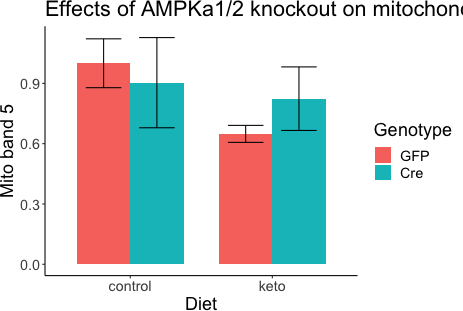 Effects of AMPKa1/2 knockout on mitochon
Mito band 5
0.9
0.6
0.3
0.0
control
keto
Diet
Genotype
GFP
Cre